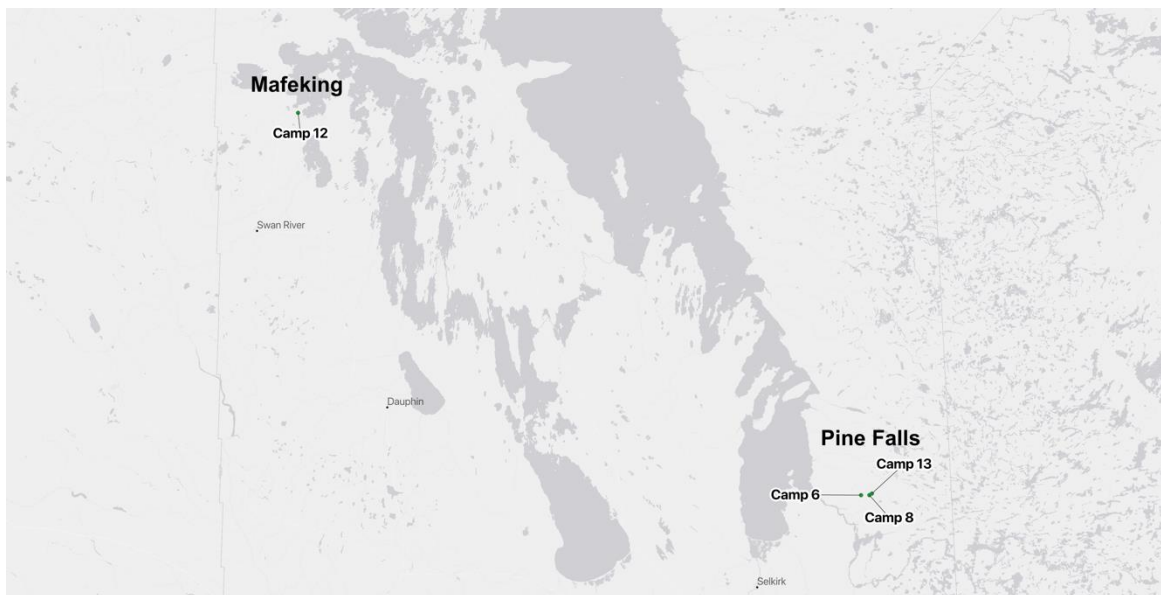 Mafeking
Camp 12
Swan River
Dauphin
Pine Falls
Camp 13
Camp 6
Camp 8
Selkirk